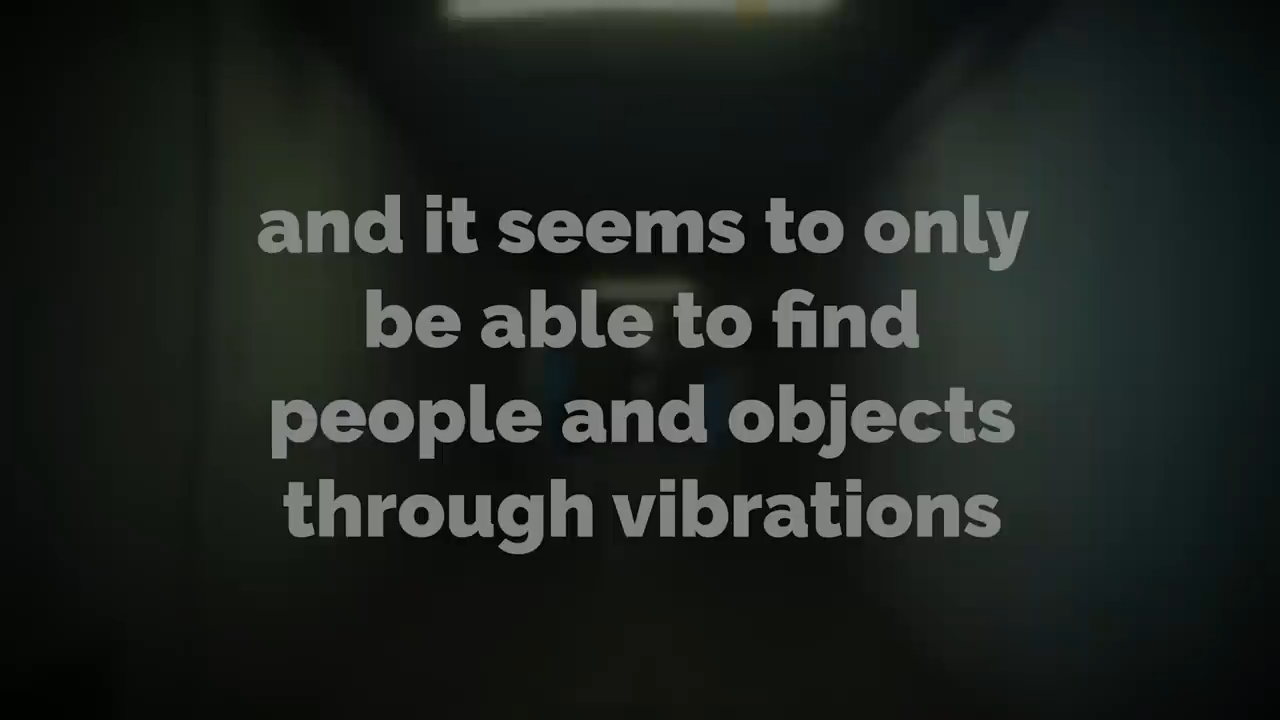 and it seems to only
be able to find
people and objects
through vibrations